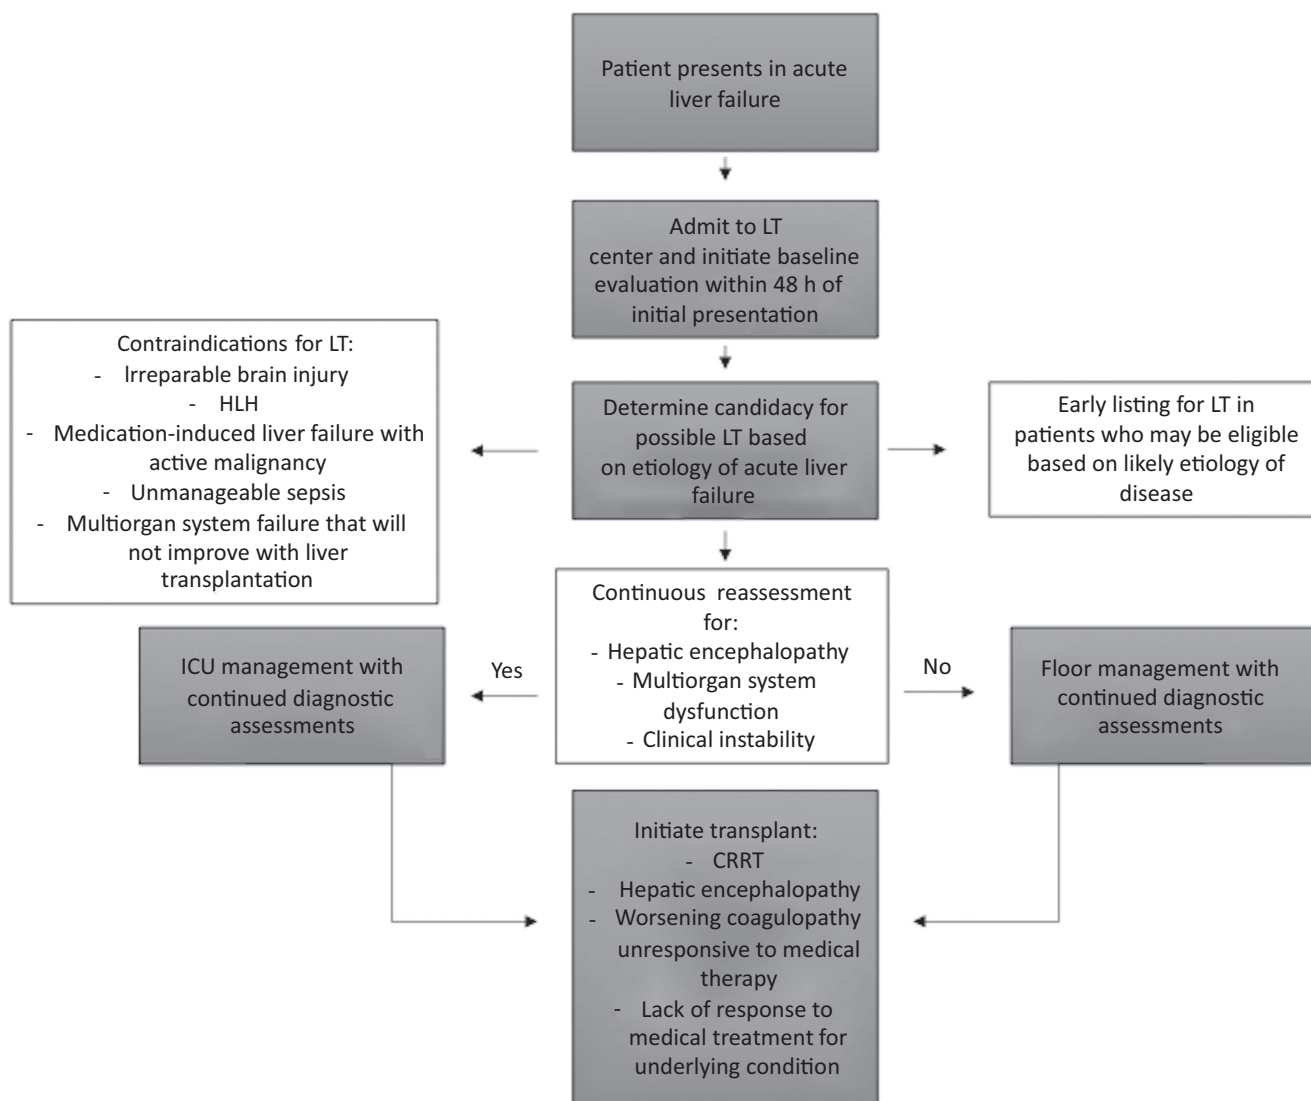 Patient presents in acute
liver failure
Admit to LT
center and initiate baseline
evaluation within 48 h of
initial presentation
Contraindications for LT:
- Irreparable brain injury
- HLH
- Medication-induced liver failure with
active malignancy
- Unmanageable sepsis
- Multiorgan system failure that will
not improve with liver
transplantation
Determine candidacy for
possible LT based
on etiology of acute liver
failure
Early listing for LT in
patients who may be eligible
based on likely etiology of
disease
Continuous reassessment
for:
- Hepatic encephalopathy
- Multiorgan system
dysfunction
- Clinical instability
Yes
No
ICU management with
continued diagnostic
assessments
Floor management with
continued diagnostic
assessments
Initiate transplant:
- CRRT
- Hepatic encephalopathy
- Worsening coagulopathy
unresponsive to medical
therapy
- Lack of response to
medical treatment for
underlying condition